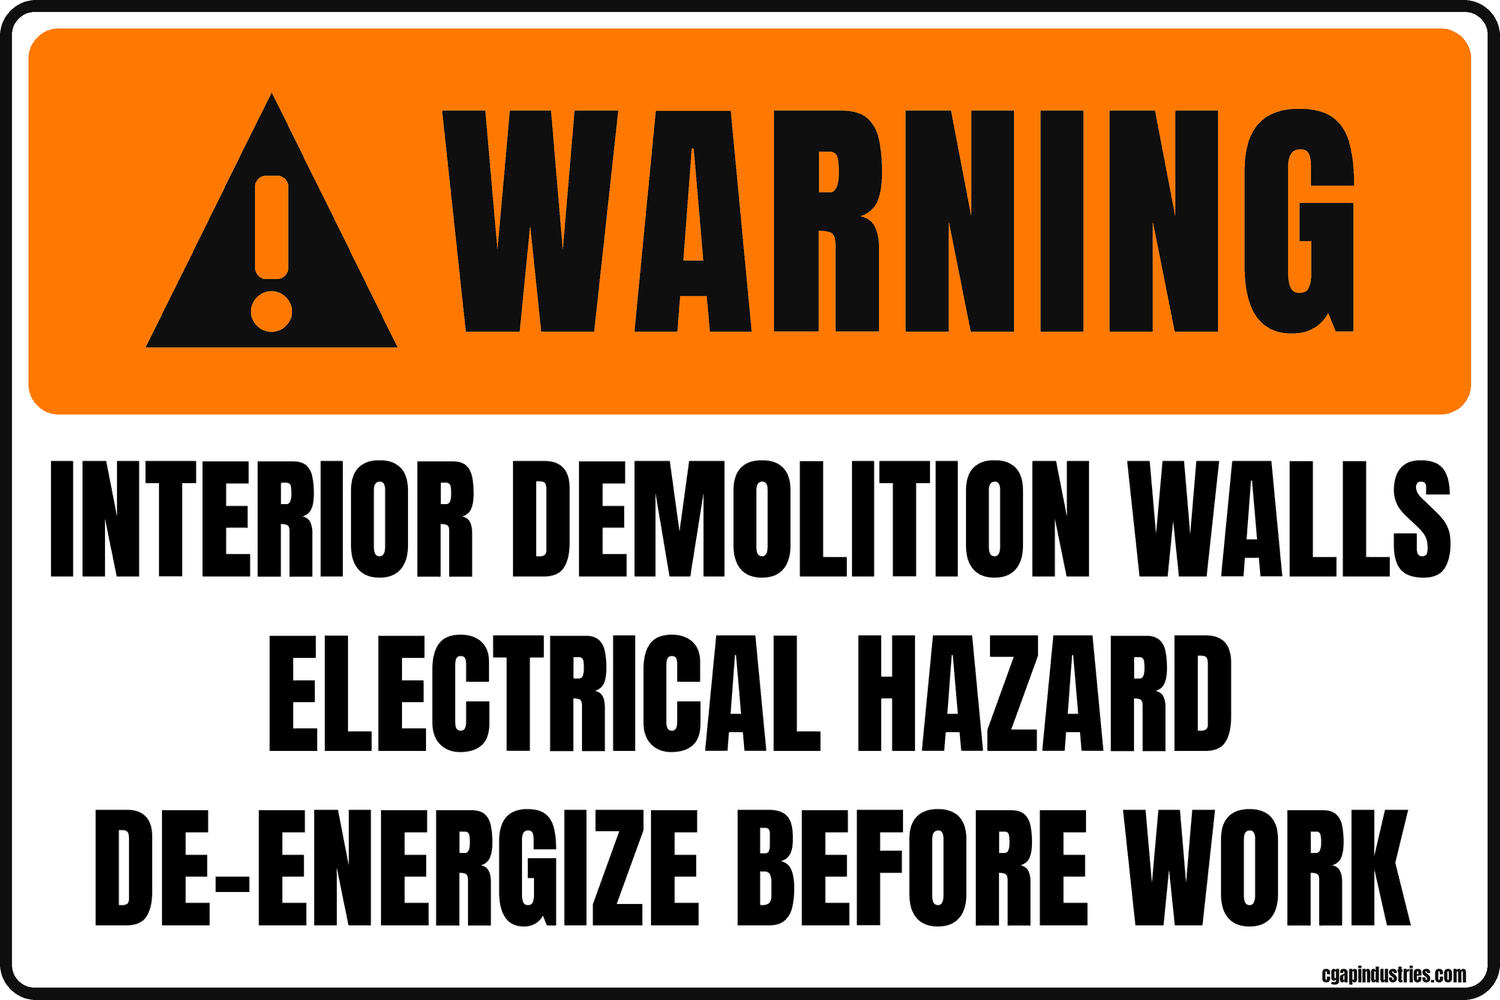 WARNING
INTERIOR DEMOLITION WALLS
ELECTRICAL HAZARD
DE-ENERGIZE BEFORE WORK
cgapindustries.com